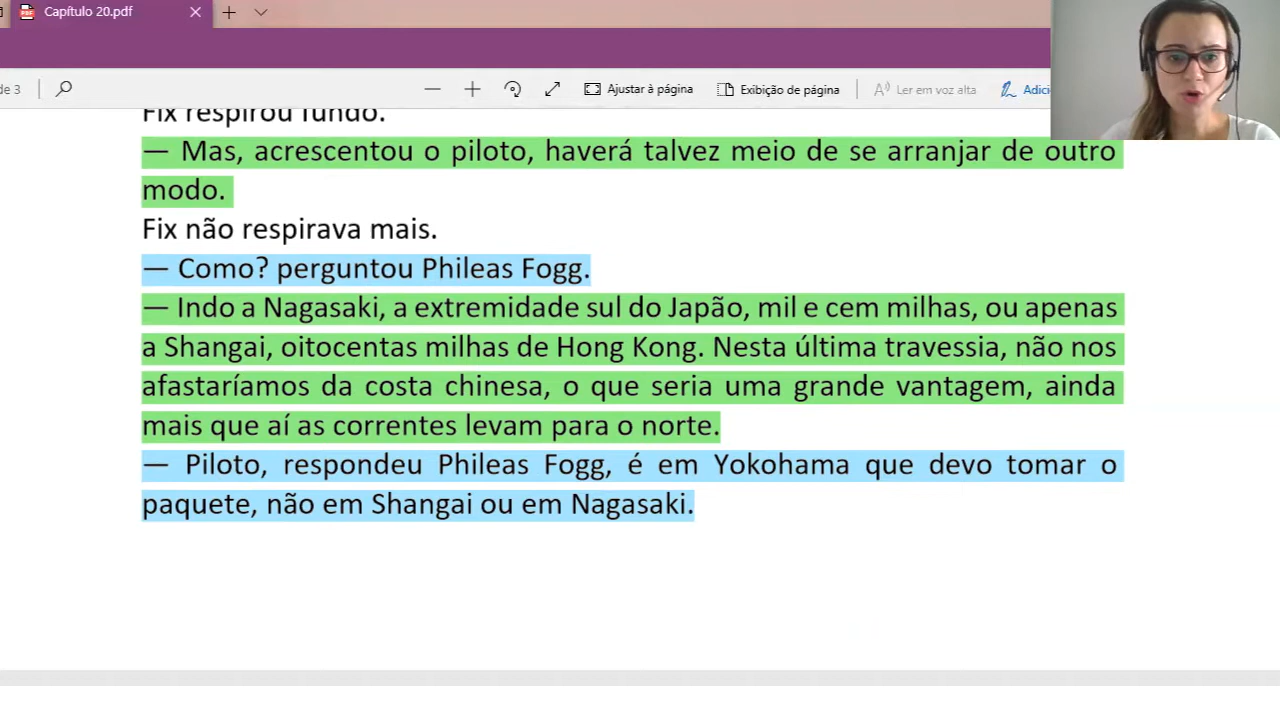 Capítulo 20.pdf
de 3
Ajustar à página
Exibição de página
Ler em voz alta
Adici
Fix respirou fundo.
— Mas, acrescentou o piloto, haverá talvez meio de se arranjar de outro
modo.
Fix não respirava mais.
— Como? perguntou Phileas Fogg.
— Indo a Nagasaki, a extremidade sul do Japão, mil e cem milhas, ou apenas
a Shangai, oitocentas milhas de Hong Kong. Nesta última travessia, não nos
afastaríamos da costa chinesa, o que seria uma grande vantagem, ainda
mais que aí as correntes levam para o norte.
— Piloto, respondeu Phileas Fogg, é em Yokohama que devo tomar o
paquete, não em Shangai ou em Nagasaki.